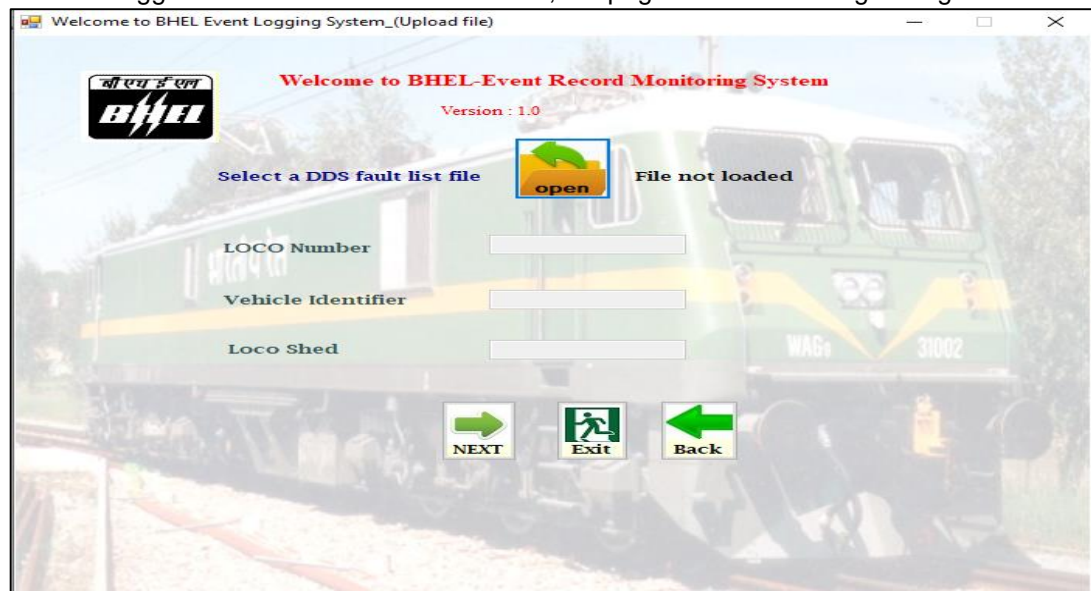 Welcome to BHEL Event Logging System_(Upload file)
बी एच ई एल
BHEL
Welcome to BHEL-Event Record Monitoring System
Version : 1.0
Select a DDS fault list file
open
File not loaded
LOCO Number
Vehicle Identifier
Loco Shed
WAG9 31002
NEXT
Exit
Back